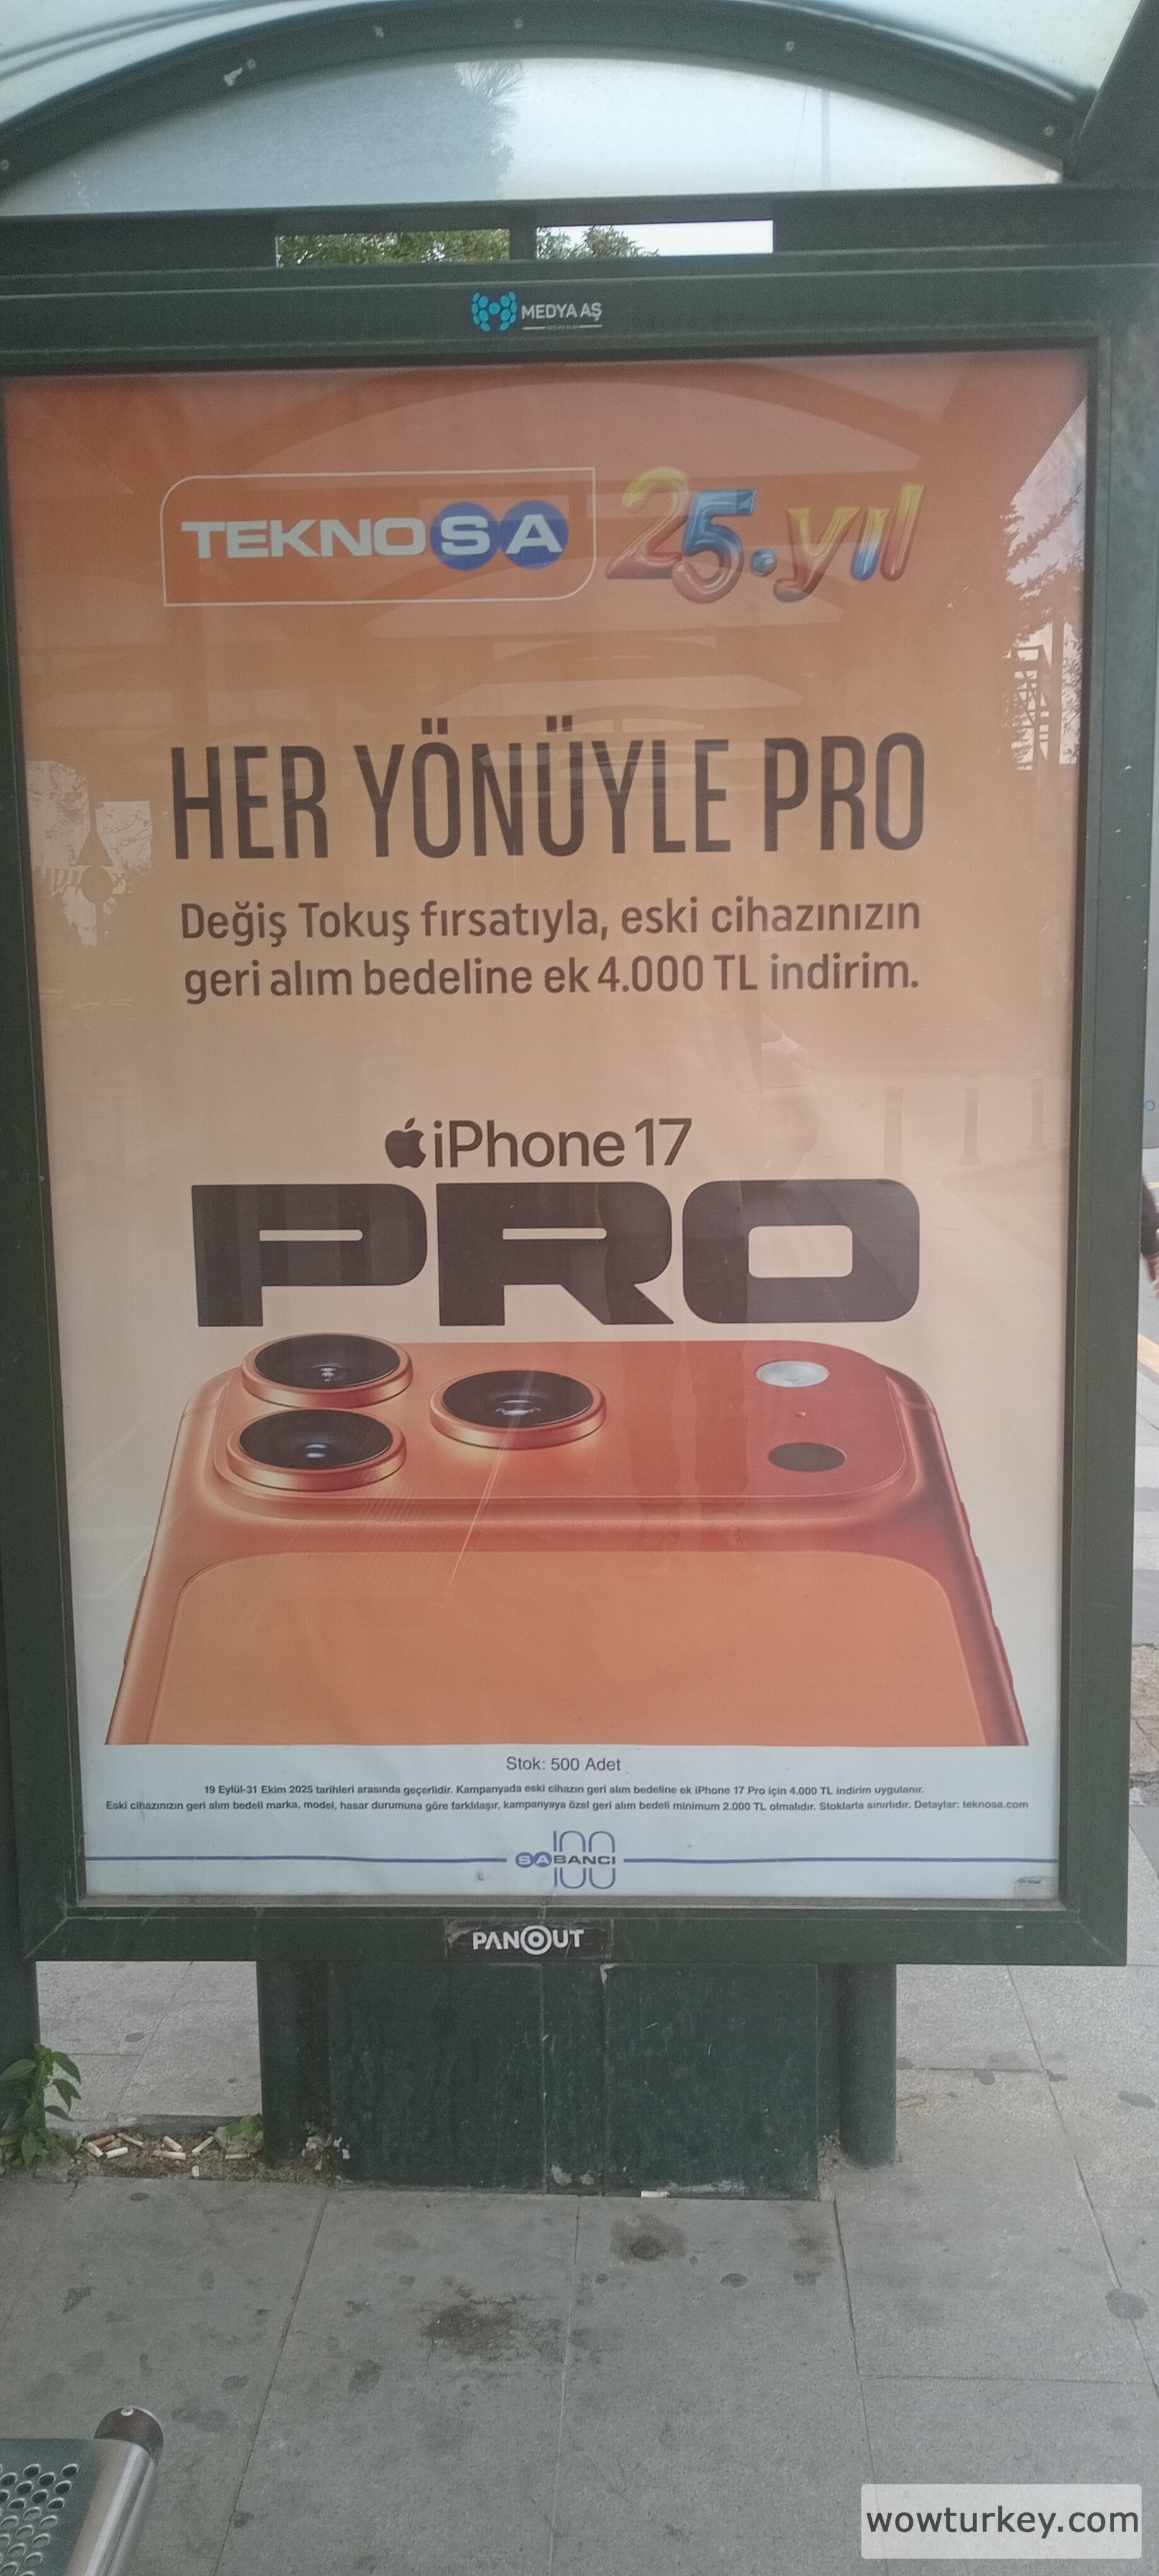 MEDYA AŞ
TEKNOSA 25.yıl
HER YÖNÜYLE PRO
Değiş Tokuş fırsatıyla, eski cihazınızın
geri alım bedeline ek 4.000 TL indirim.
iPhone 17
PRO
Stok: 500 Adet
19 Eylül-31 Ekim 2025 tarihleri arasında geçerlidir. Kampanyada eski cihazın geri alım bedeline ek iPhone 17 Pro için 4.000 TL indirim uygulanır.
Eski cihazınızın geri alım bedeli marka, model, hasar durumuna göre farklılaşır, kampanyaya özel geri alım bedeli minimum 2.000 TL olmalıdır. Stoklarla sınırlıdır. Detaylar: teknosa.com
100
SABANCI
PANOUT
wowturkey.com